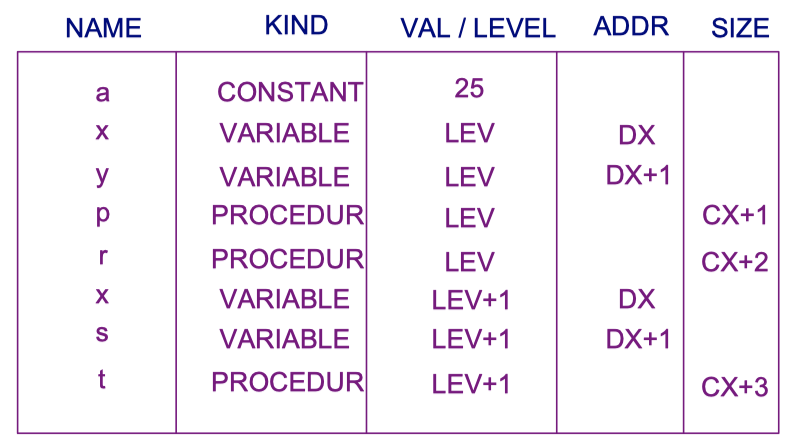 NAME KIND VAL / LEVEL ADDR SIZE
a CONSTANT 25
x VARIABLE LEV DX
y VARIABLE LEV DX+1
p PROCEDUR LEV CX+1
r PROCEDUR LEV CX+2
x VARIABLE LEV+1 DX
s VARIABLE LEV+1 DX+1
t PROCEDUR LEV+1 CX+3